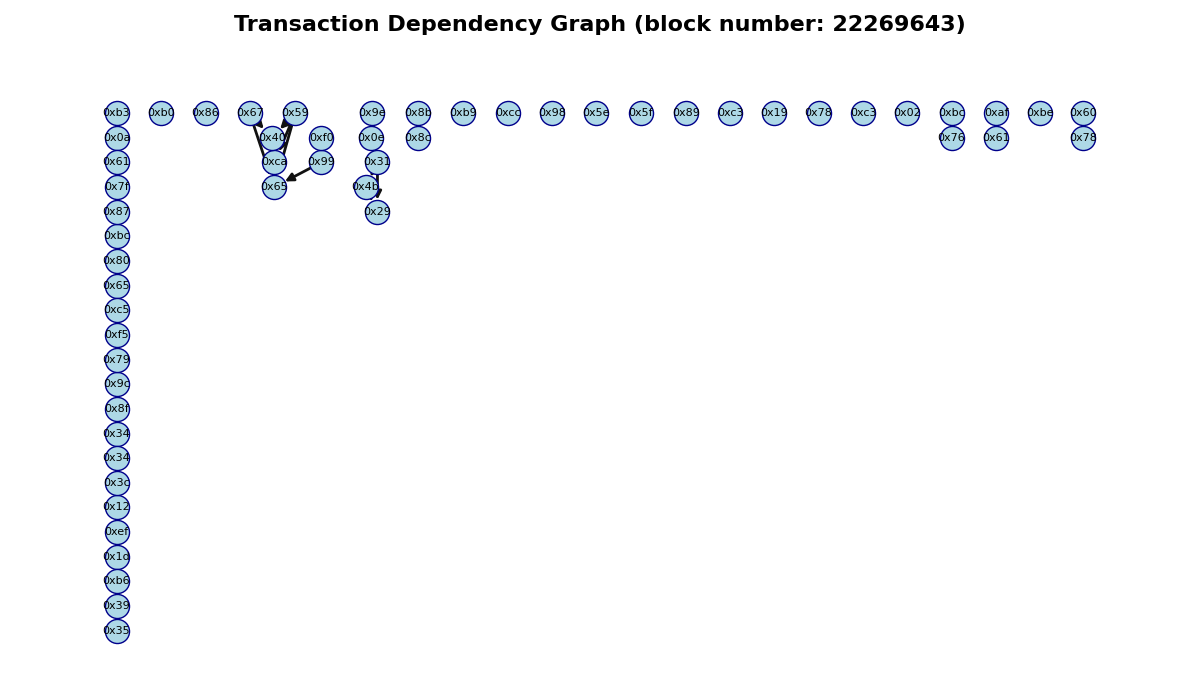 Transaction Dependency Graph (block number: 22269643)
0xb3 0xb0 0x86 0x67 0x59 0x9e 0x8b 0xb9 0xcc 0x98 0x5e 0x5f 0x89 0xc3 0x19 0x78 0xc3 0x02 0xbc 0xaf 0xbe 0x60
0x0a 0x40 0xf0 0x0e 0x8c 0x76 0x61 0x78
0x61 0xca 0x99 0x31
0x7f 0x65 0x4b
0x87 0x29
0xbc
0x80
0x65
0xc5
0xf5
0x79
0x9c
0x8f
0x34
0x34
0x3c
0x12
0xef
0x1d
0xb6
0x39
0x35